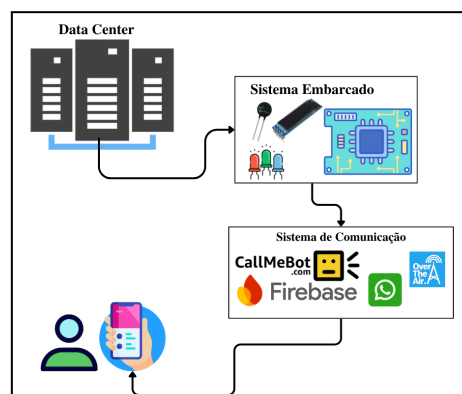 Data Center
Sistema Embarcado
Sistema de Comunicação
CallMeBot
.com
Firebase
Over
The
Air.